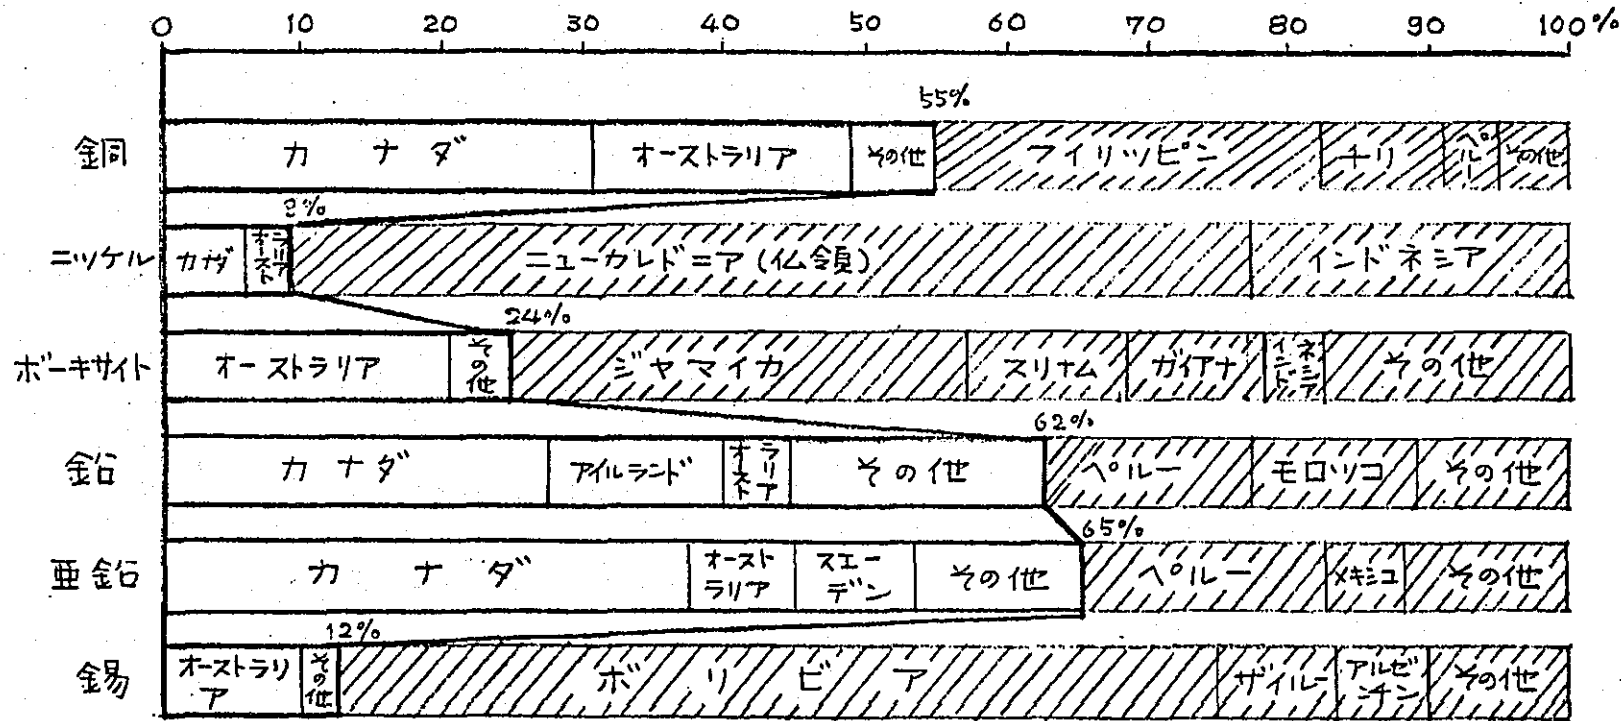 0 10 20 30 40 50 60 70 80 90 100%
55%
銅 カナダ オーストラリア その他 フイリッピン チリ ペルー その他
9%
ニッケル カナダ オーストラリア ニューカレドニア(仏領) インドネシア
24%
ボーキサイト オーストラリア その他 ジャマイカ スリナム ガイアナ インドネシア その他
62%
鉛 カナダ アイルランド オーストラリア その他 ペルー モロッコ その他
65%
亜鉛 カナダ オーストラリア スエーデン その他 ペルー メキシコ その他
12%
錫 オーストラリア その他 ボリビア ザイルー アルゼンチン その他